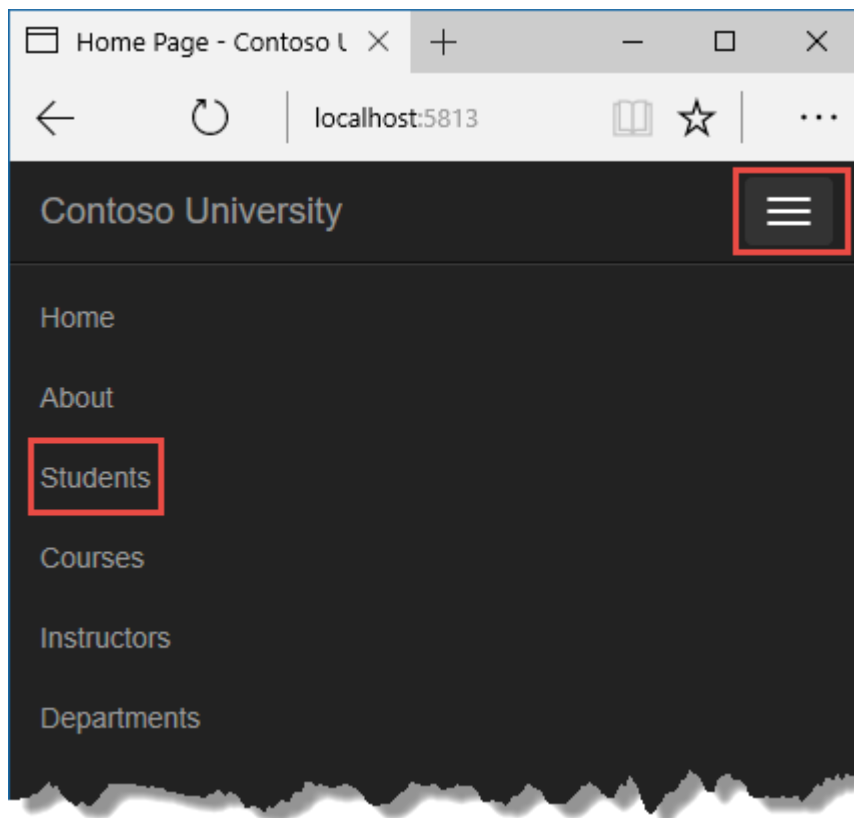 Home Page - Contoso U
localhost:5813
Contoso University
Home
About
Students
Courses
Instructors
Departments